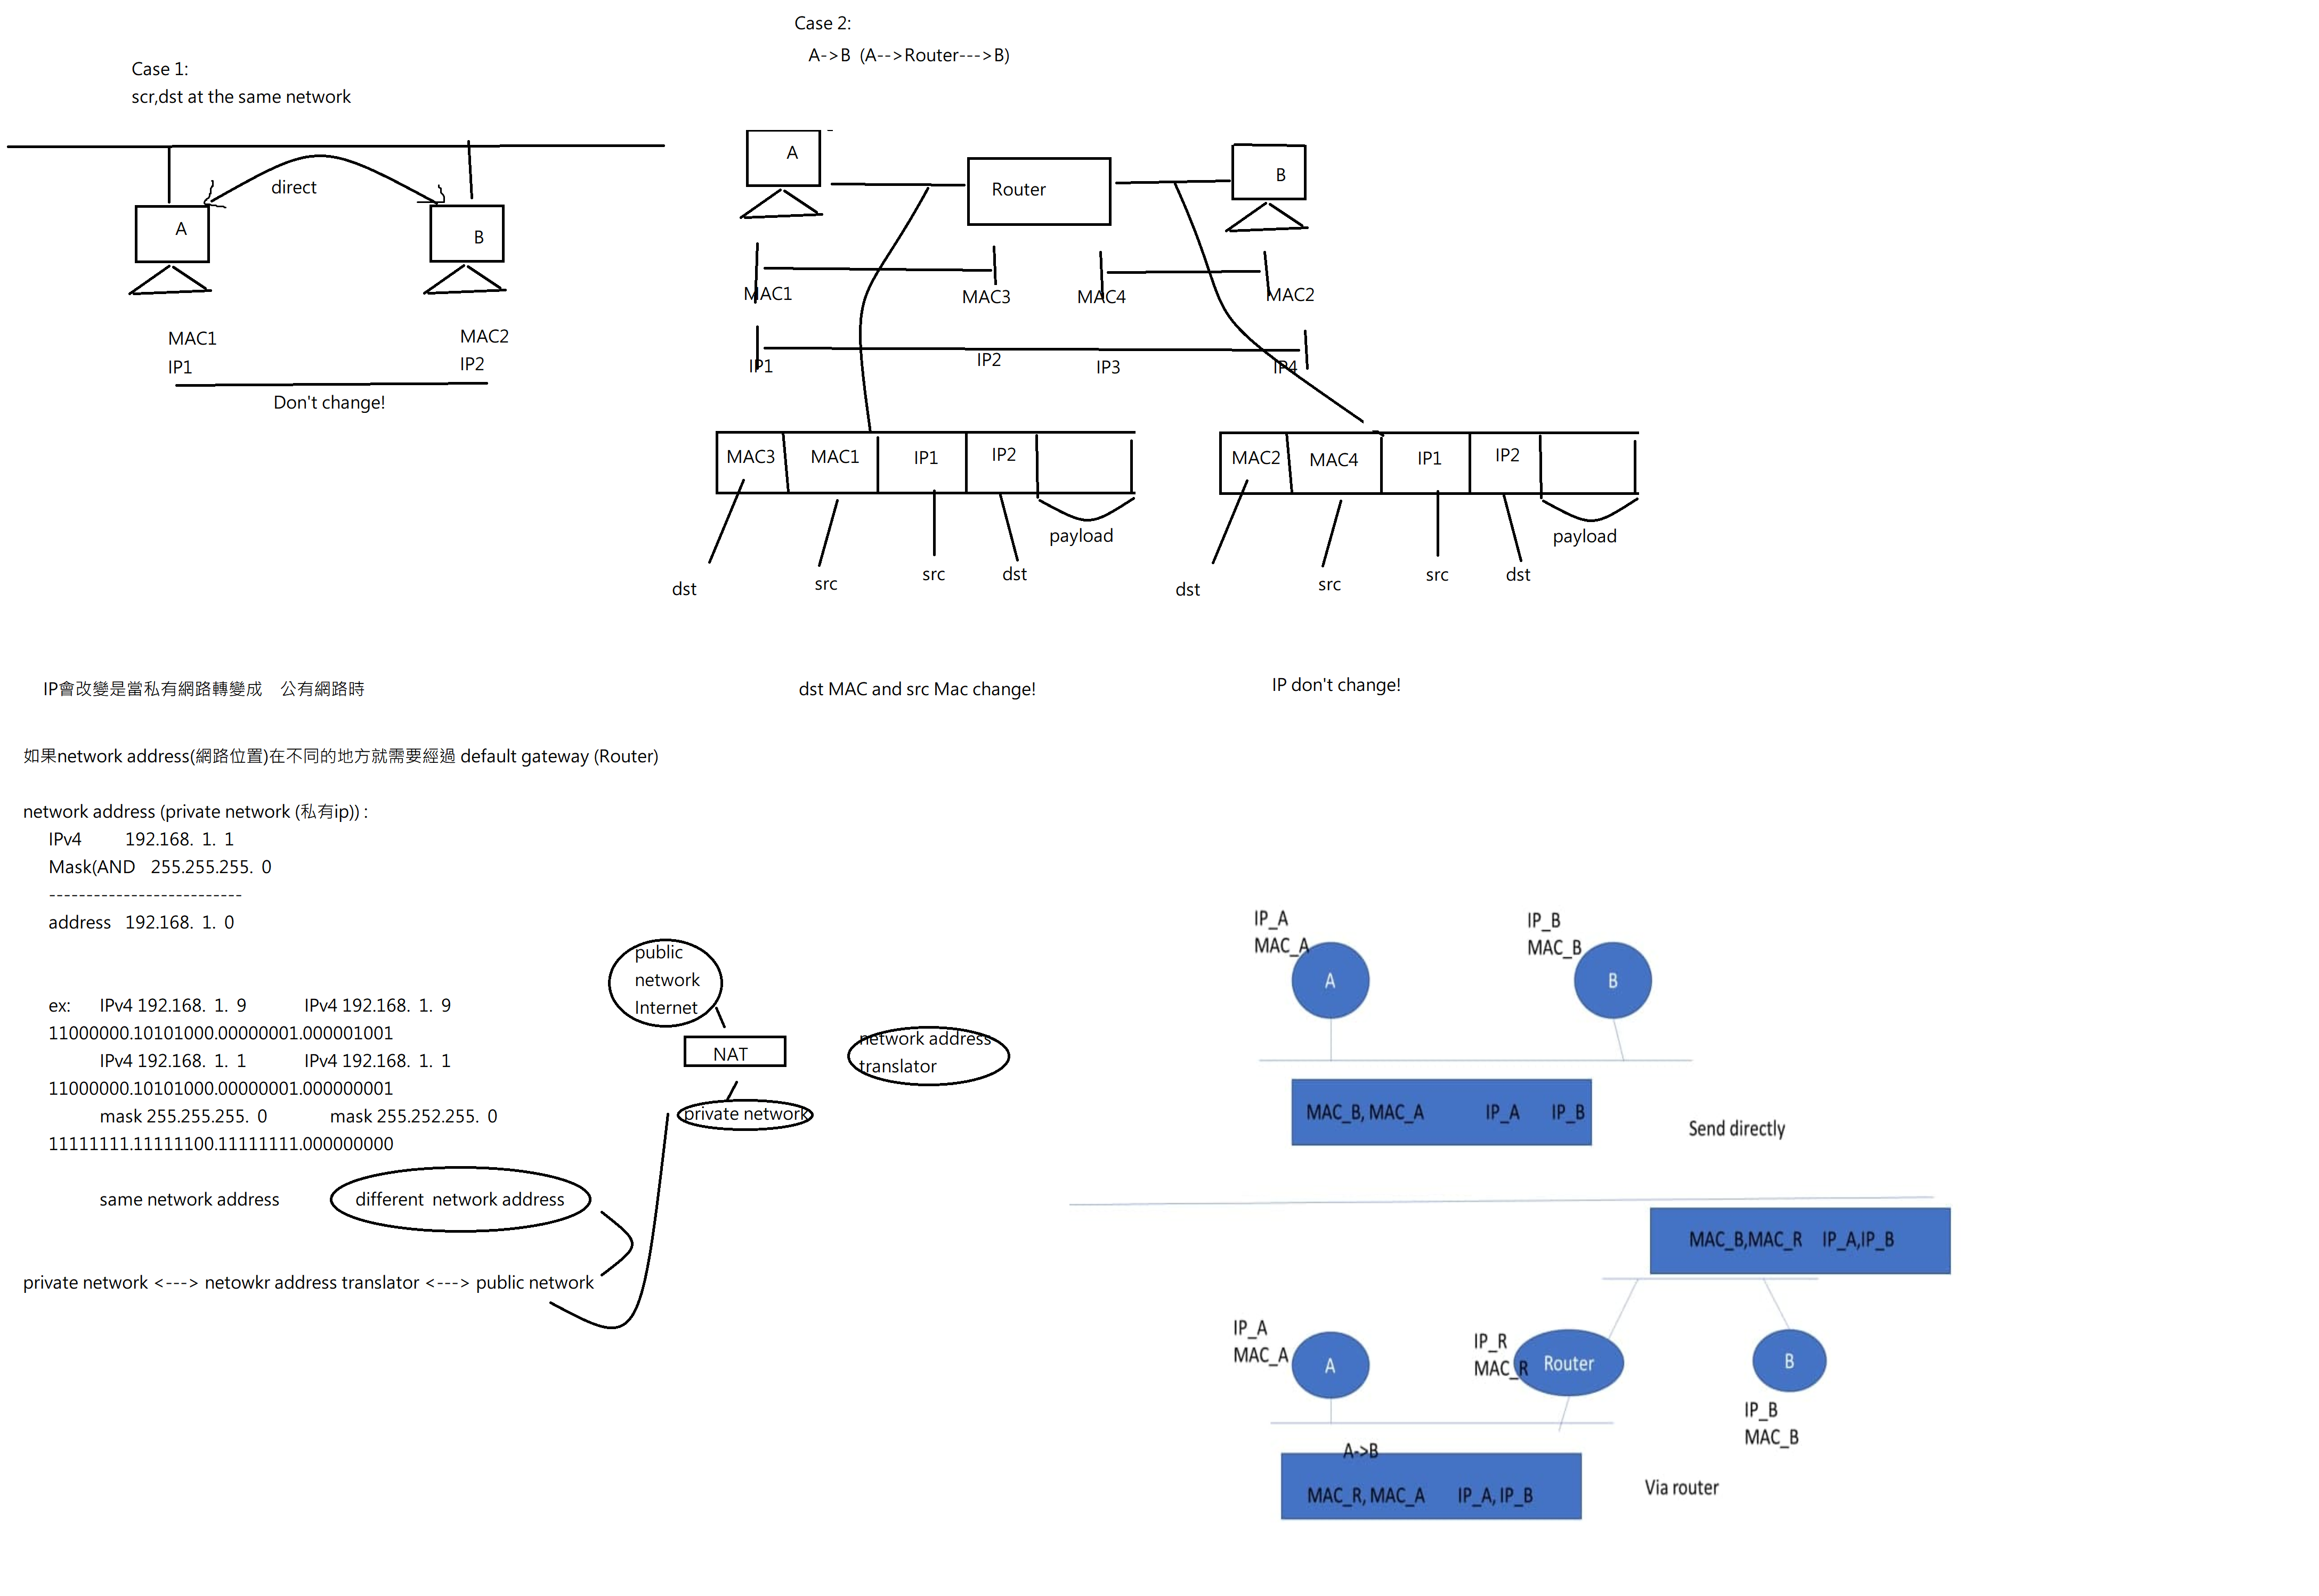 Case 1:
scr,dst at the same network
direct
A
B
MAC1
IP1
MAC2
IP2
Don't change!
Case 2:
A->B (A-->Router--->B)
A
Router
B
MAC1
MAC3
MAC4
MAC2
IP1
IP2
IP3
IP4
MAC3 MAC1 IP1 IP2
payload
dst src src dst
MAC2 MAC4 IP1 IP2
payload
dst src src dst
IP會改變是當私有網路轉變成 公有網路時
dst MAC and src Mac change!
IP don't change!
如果network address(網路位置)在不同的地方就需要經過 default gateway (Router)
network address (private network (私有ip)) :
IPv4 192.168. 1. 1
Mask(AND 255.255.255. 0
--------------------------
address 192.168. 1. 0
ex: IPv4 192.168. 1. 9 IPv4 192.168. 1. 9
11000000.10101000.00000001.000001001
IPv4 192.168. 1. 1 IPv4 192.168. 1. 1
11000000.10101000.00000001.000000001
mask 255.255.255. 0 mask 255.252.255. 0
11111111.11111100.11111111.000000000
same network address different network address
private network <---> netowkr address translator <---> public network
public
network
Internet
NAT
private network
network address
translator
IP_A
MAC_A
A
IP_B
MAC_B
B
MAC_B, MAC_A IP_A IP_B
Send directly
MAC_B,MAC_R IP_A,IP_B
IP_A
MAC_A
A
IP_R
MAC_R
Router
B
IP_B
MAC_B
A->B
MAC_R, MAC_A IP_A, IP_B
Via router